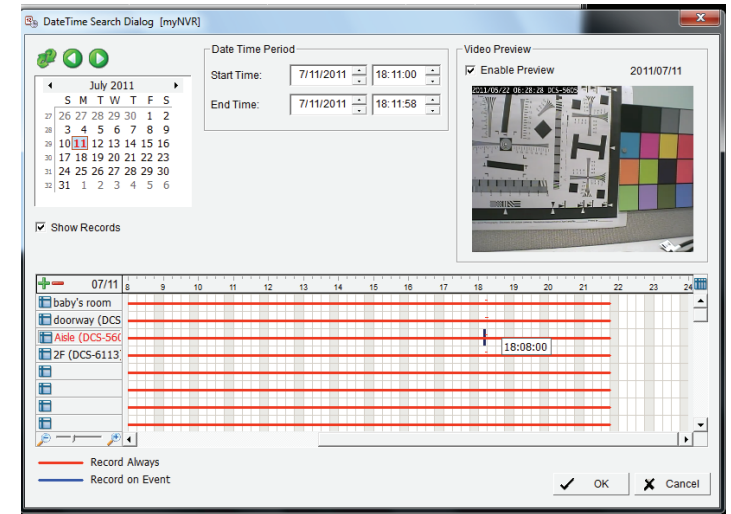 DateTime Search Dialog [myNVR]
Date Time Period
Start Time: 7/11/2011 18:11:00
End Time: 7/11/2011 18:11:58
Video Preview
Enable Preview 2011/07/11
2011/05/22 06:28:28 DCS-5605
July 2011
S M T W T F S
27 26 27 28 29 30 1 2
28 3 4 5 6 7 8 9
29 10 11 12 13 14 15 16
30 17 18 19 20 21 22 23
31 24 25 26 27 28 29 30
32 31 1 2 3 4 5 6
Show Records
07/11 8 9 10 11 12 13 14 15 16 17 18 19 20 21 22 23 24
baby's room
doorway (DCS
Aisle (DCS-560
18:08:00
2F (DCS-6113
Record Always
Record on Event
OK Cancel